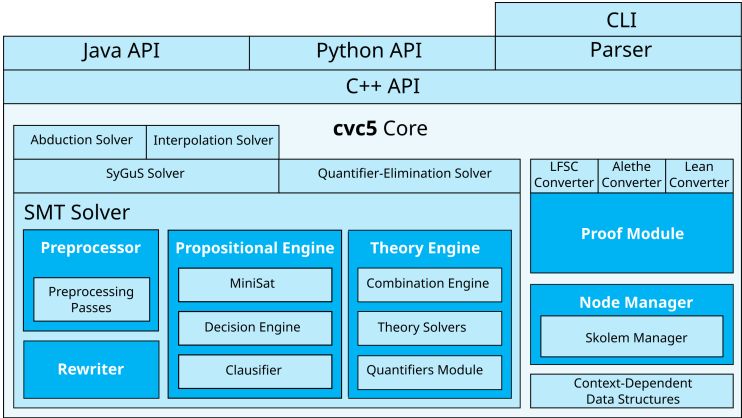 CLI
Java API
Python API
Parser
C++ API
cvc5 Core
Abduction Solver
Interpolation Solver
SyGuS Solver
Quantifier-Elimination Solver
SMT Solver
Preprocessor
Preprocessing
Passes
Rewriter
Propositional Engine
MiniSat
Decision Engine
Clausifier
Theory Engine
Combination Engine
Theory Solvers
Quantifiers Module
LFSC
Converter
Alethe
Converter
Lean
Converter
Proof Module
Node Manager
Skolem Manager
Context-Dependent
Data Structures